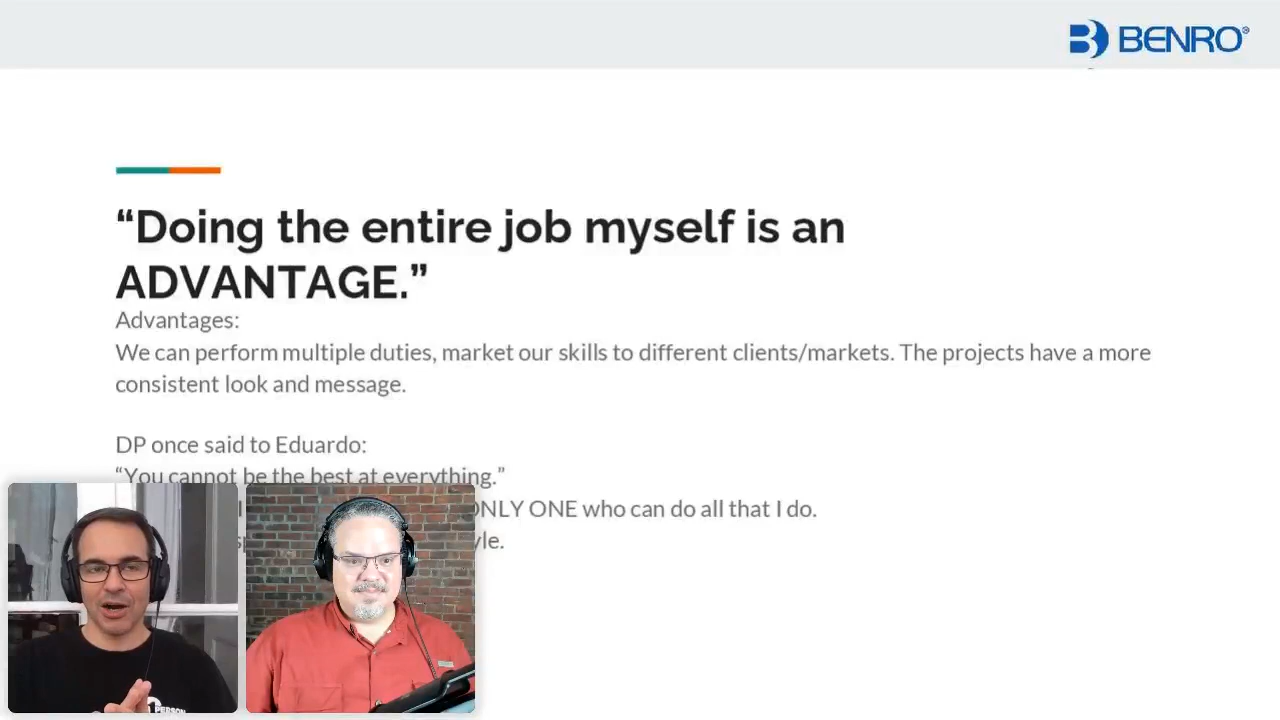 BENRO®
“Doing the entire job myself is an
ADVANTAGE.”
Advantages:
We can perform multiple duties, market our skills to different clients/markets. The projects have a more
consistent look and message.
DP once said to Eduardo:
“You cannot be the best at everything.”
I ONLY ONE who can do all that I do.
PERSON